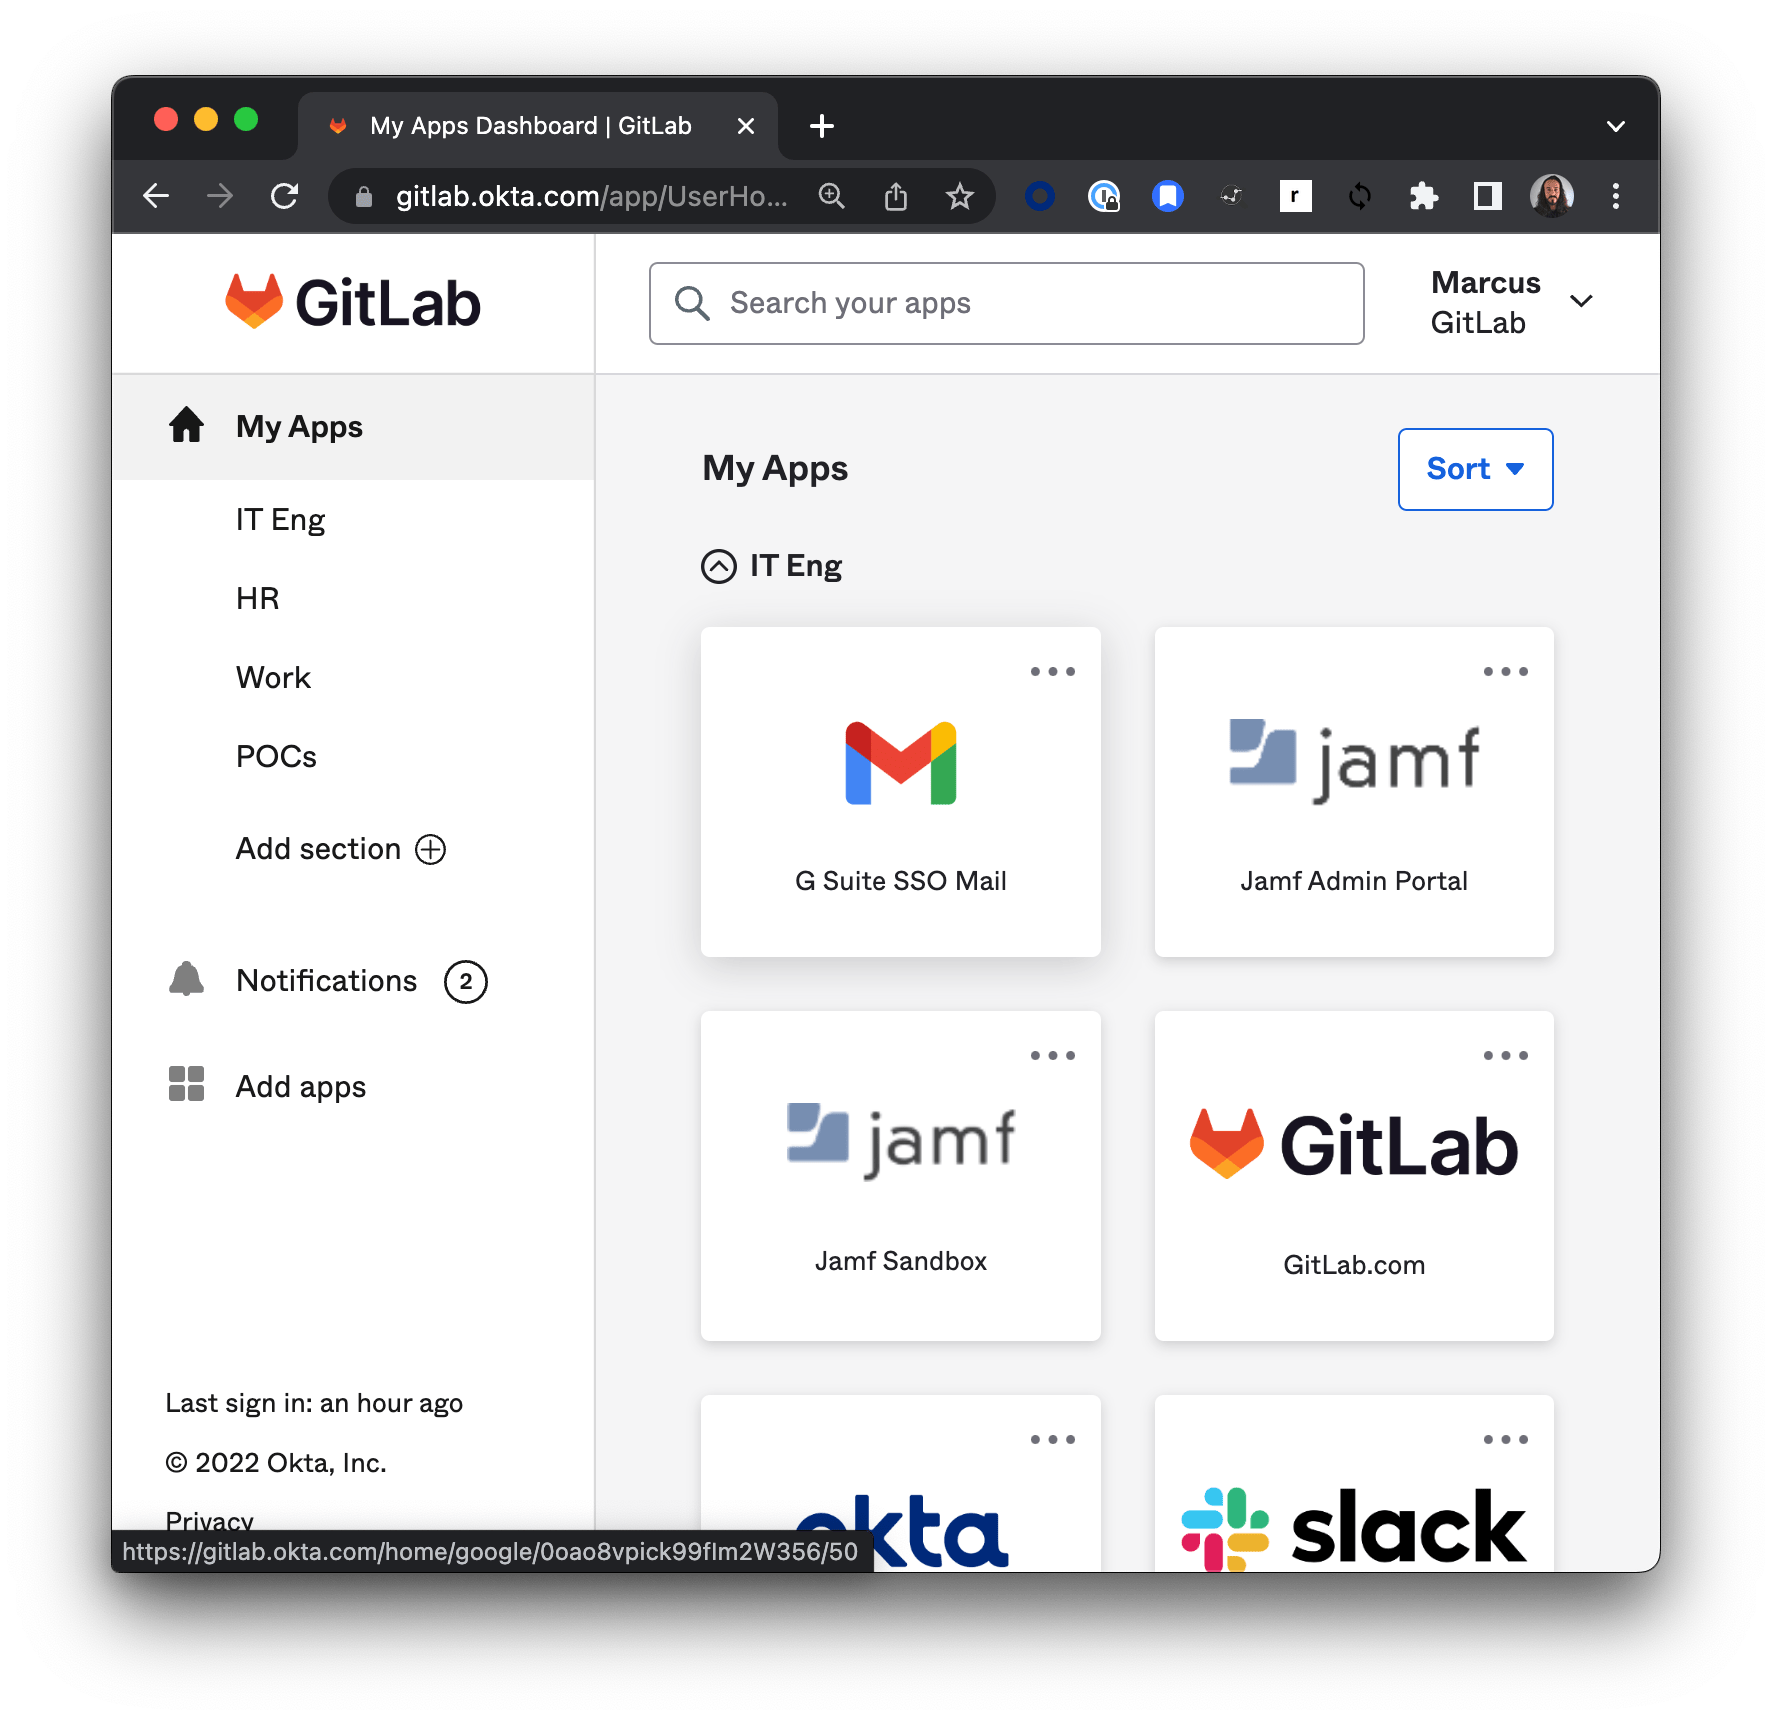 My Apps Dashboard | GitLab
gitlab.okta.com/app/UserHo...
r
GitLab
Search your apps
Marcus
GitLab
My Apps
IT Eng
HR
Work
POCs
Add section
Notifications 2
Add apps
Last sign in: an hour ago
© 2022 Okta, Inc.
Privacy
https://gitlab.okta.com/home/google/0oao8vpick99flm2W356/50
My Apps
Sort
IT Eng
G Suite SSO Mail
jamf
Jamf Admin Portal
jamf
Jamf Sandbox
GitLab
GitLab.com
okta
slack